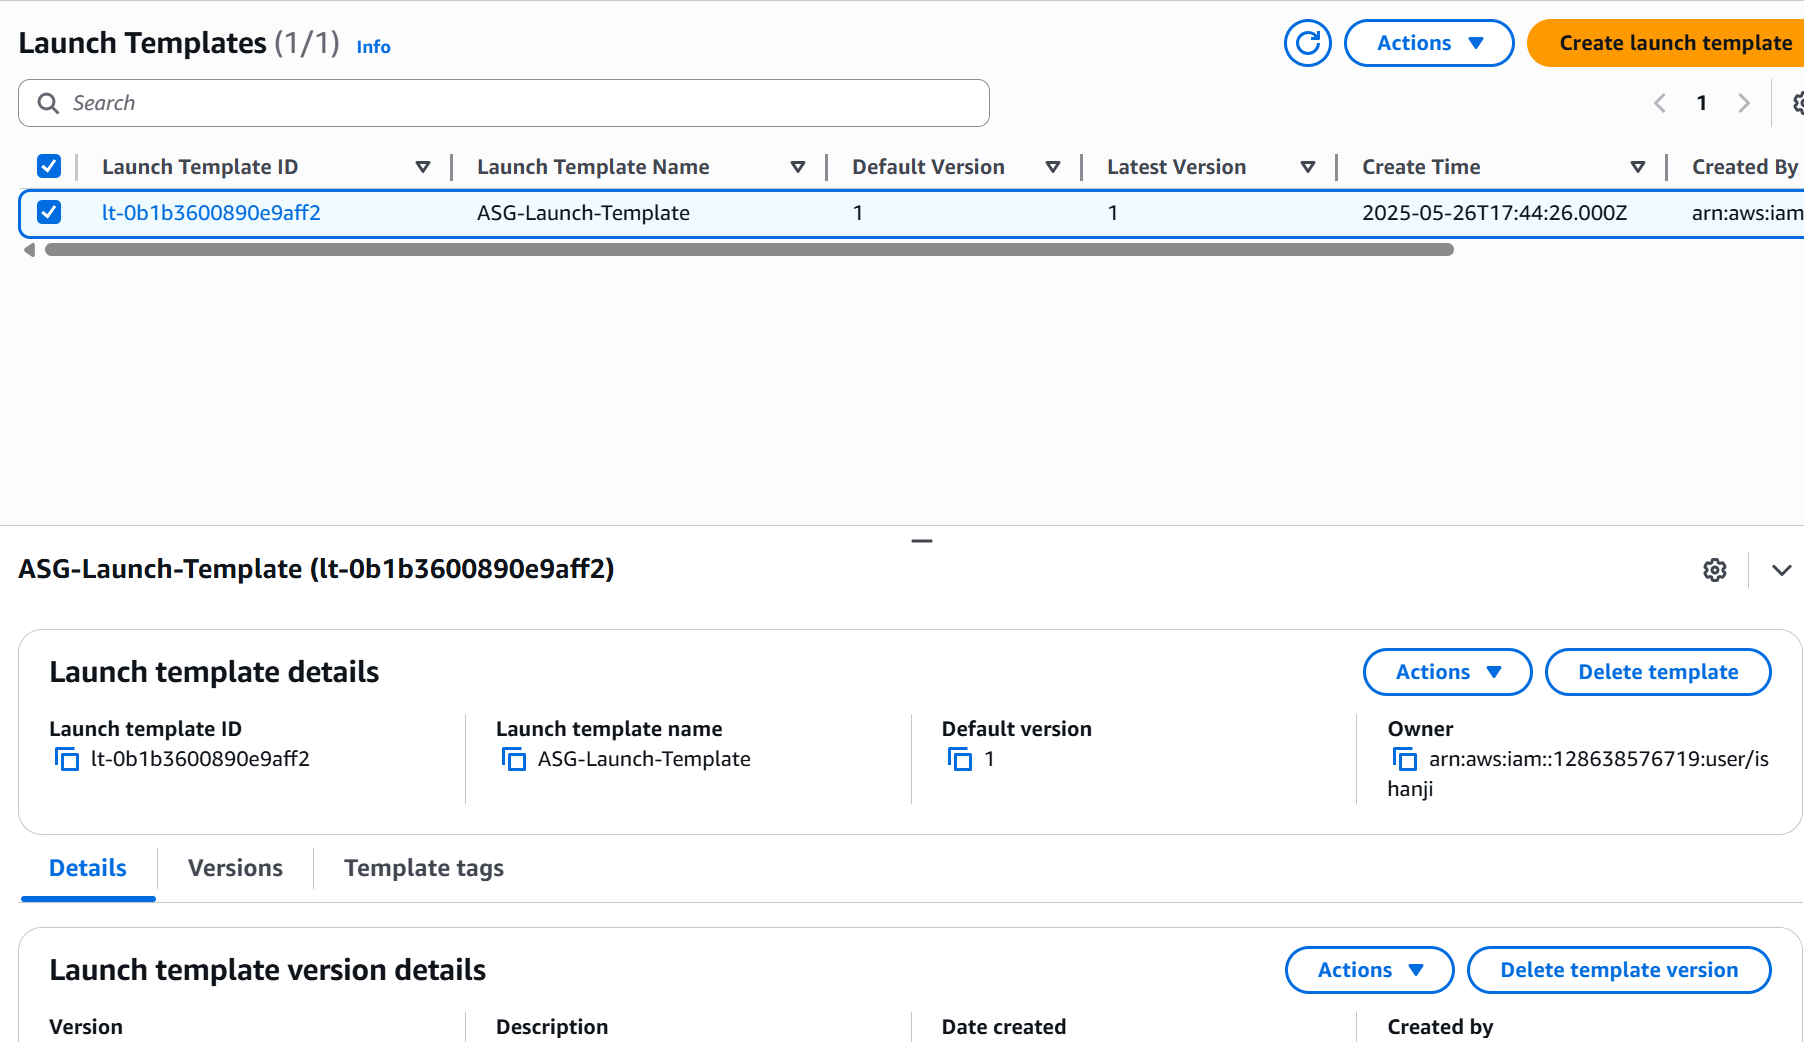 Launch Templates (1/1) Info
Actions
Create launch template
Search
1
Launch Template ID
Launch Template Name
Default Version
Latest Version
Create Time
Created By
lt-0b1b3600890e9aff2
ASG-Launch-Template
1
1
2025-05-26T17:44:26.000Z
arn:aws:iam
ASG-Launch-Template (lt-0b1b3600890e9aff2)
Launch template details
Actions
Delete template
Launch template ID
lt-0b1b3600890e9aff2
Launch template name
ASG-Launch-Template
Default version
1
Owner
arn:aws:iam::128638576719:user/is
hanji
Details
Versions
Template tags
Launch template version details
Actions
Delete template version
Version
Description
Date created
Created by